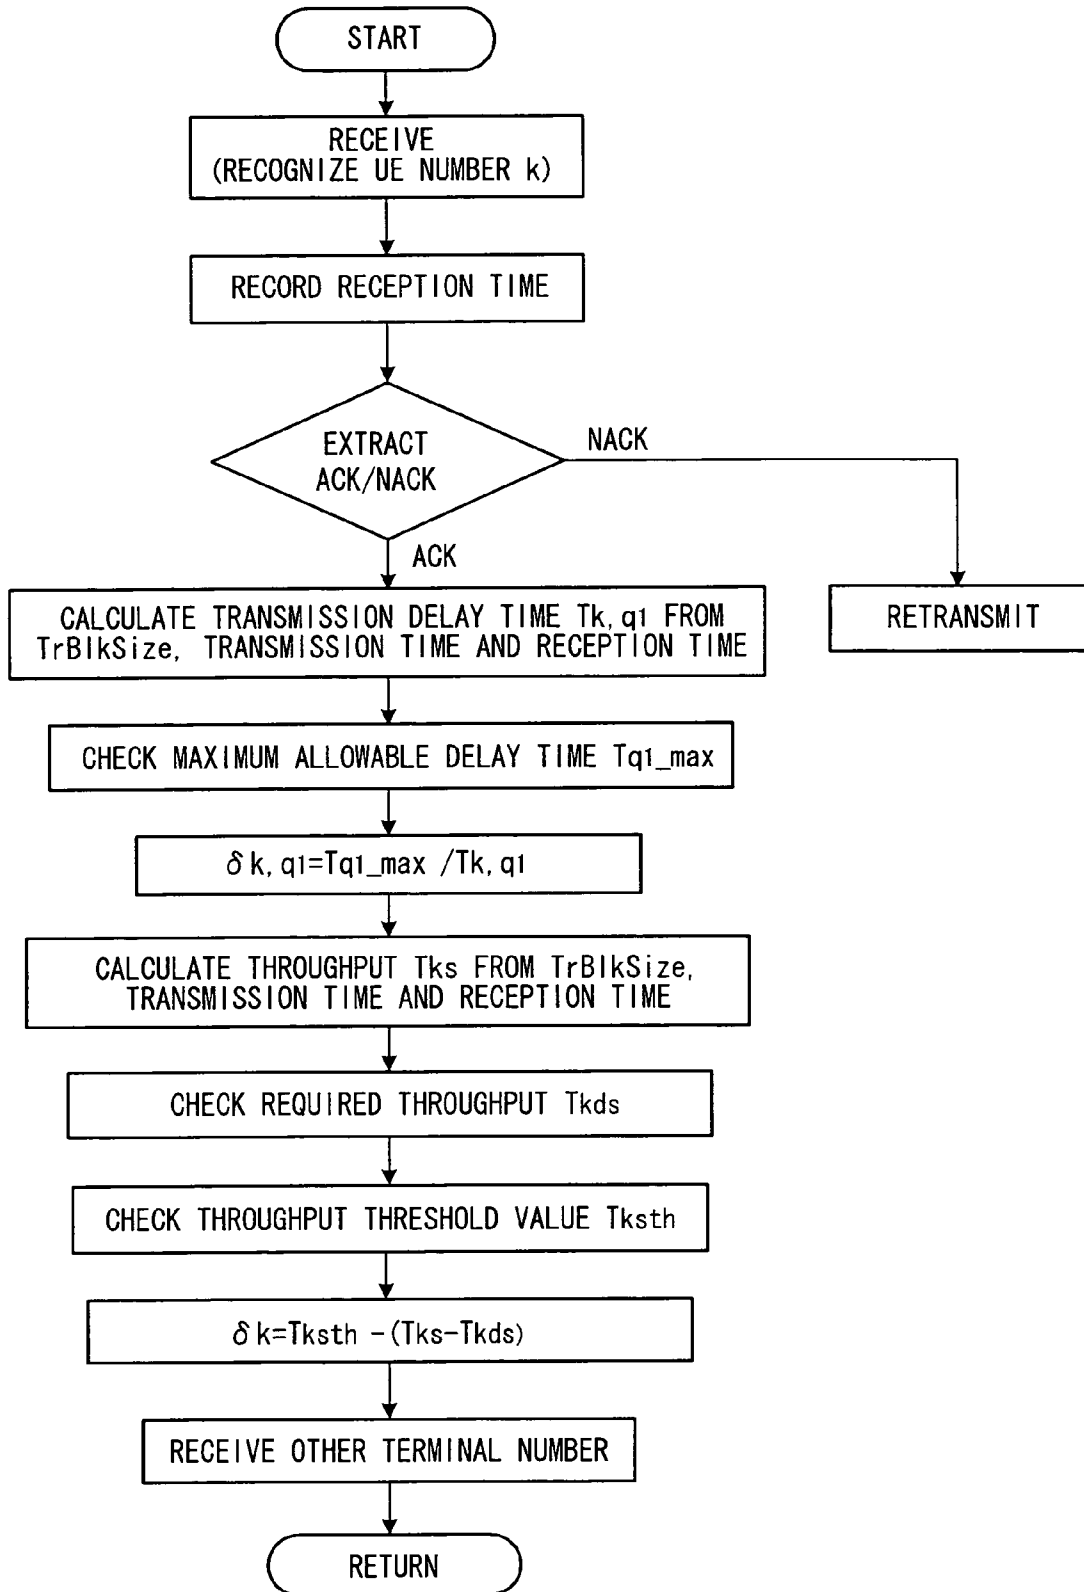 START
RECEIVE
(RECOGNIZE UE NUMBER k)
RECORD RECEPTION TIME
EXTRACT
ACK/NACK
NACK
ACK
CALCULATE TRANSMISSION DELAY TIME Tk, q1 FROM
TrBlkSize, TRANSMISSION TIME AND RECEPTION TIME
RETRANSMIT
CHECK MAXIMUM ALLOWABLE DELAY TIME Tq1_max
δk, q1=Tq1_max /Tk, q1
CALCULATE THROUGHPUT Tks FROM TrBlkSize,
TRANSMISSION TIME AND RECEPTION TIME
CHECK REQUIRED THROUGHPUT Tkds
CHECK THROUGHPUT THRESHOLD VALUE Tksth
δk=Tksth -(Tks-Tkds)
RECEIVE OTHER TERMINAL NUMBER
RETURN